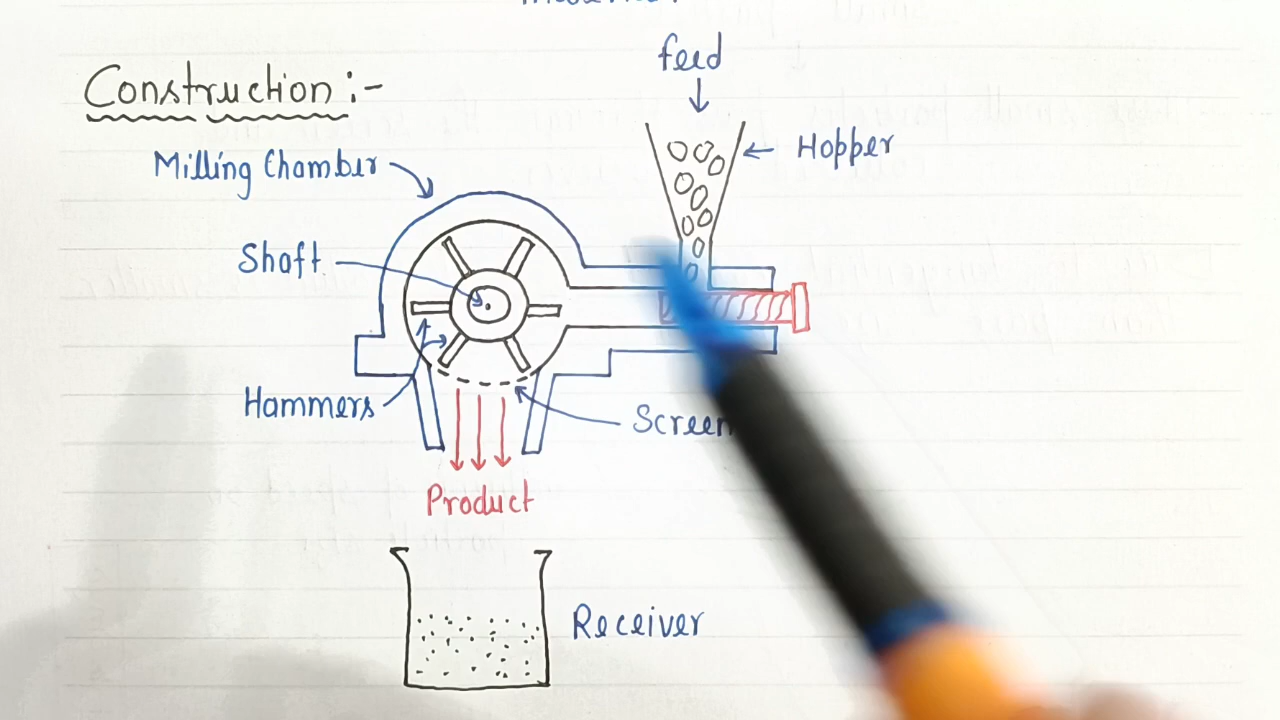 Construction :-
feed
Hopper
Milling Chamber
Shaft
Hammers
Screen
Product
Receiver